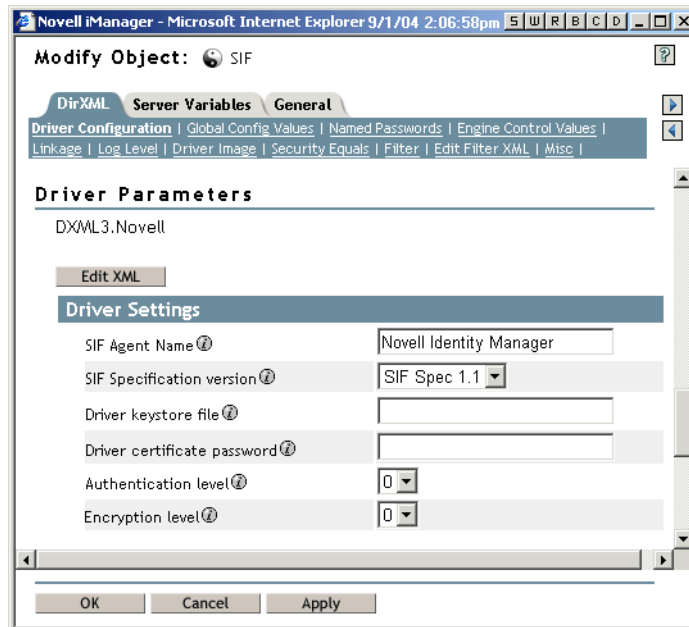 Novell iManager - Microsoft Internet Explorer 9/1/04 2:06:58pm S W R B C D
Modify Object: SIF
?
DirXML Server Variables General
Driver Configuration | Global Config Values | Named Passwords | Engine Control Values |
Linkage | Log Level | Driver Image | Security Equals | Filter | Edit Filter XML | Misc |
Driver Parameters
DXML3.Novell
Edit XML
Driver Settings
SIF Agent Name i Novell Identity Manager
SIF Specification version i SIF Spec 1.1
Driver keystore file i
Driver certificate password i
Authentication level i 0
Encryption level i 0
OK Cancel Apply